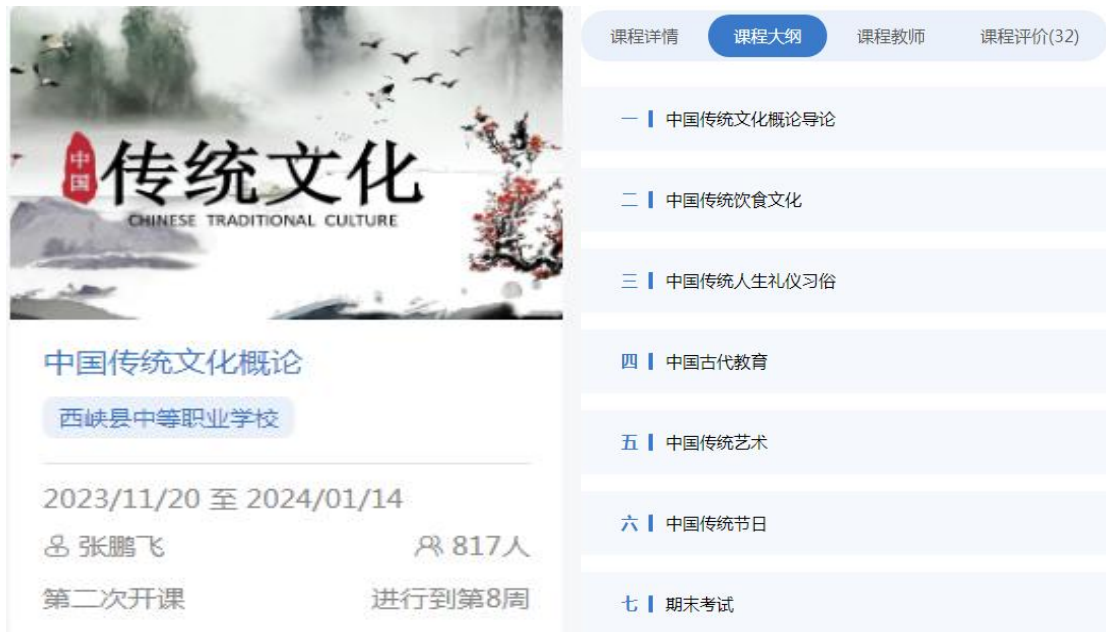 中国
传统文化
CHINESE TRADITIONAL CULTURE
中国传统文化概论
西峡县中等职业学校
2023/11/20 至 2024/01/14
张鹏飞 817人
第二次开课 进行到第8周
课程详情 课程大纲 课程教师 课程评价(32)
一 中国传统文化概论导论
二 中国传统饮食文化
三 中国传统人生礼仪习俗
四 中国古代教育
五 中国传统艺术
六 中国传统节日
七 期末考试